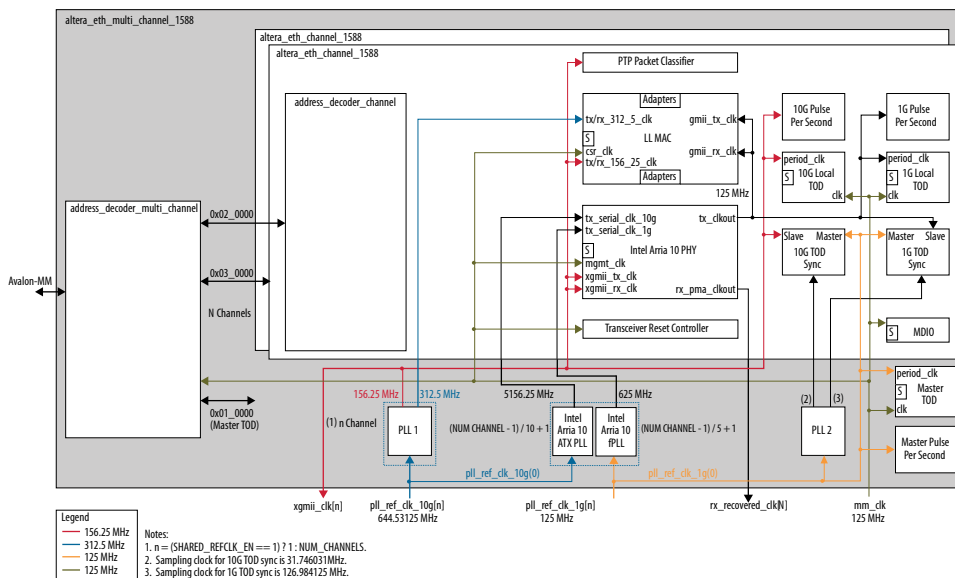 altera_eth_multi_channel_1588
altera_eth_channel_1588
altera_eth_channel_1588
address_decoder_multi_channel
address_decoder_channel
Avalon-MM
0x02_0000
0x03_0000
N Channels
0x01_0000
(Master TOD)
PTP Packet Classifier
Adapters
tx/rx_312_5_clk
gmii_tx_clk
S
LL MAC
csr_clk
gmii_rx_clk
tx/rx_156_25_clk
Adapters
125 MHz
tx_serial_clk_10g
tx_clkout
tx_serial_clk_1g
S
Intel Arria 10 PHY
mgmt_clk
xgmii_tx_clk
xgmii_rx_clk
rx_pma_clkout
Transceiver Reset Controller
10G Pulse
Per Second
1G Pulse
Per Second
period_clk
S
10G Local
TOD
clk
period_clk
S
1G Local
TOD
clk
Slave
Master
10G TOD
Sync
Master
Slave
1G TOD
Sync
S
MDIO
period_clk
S
Master
TOD
clk
Master Pulse
Per Second
156.25 MHz
312.5 MHz
(1) n Channel
PLL 1
5156.25 MHz
625 MHz
(NUM CHANNEL - 1) / 10 + 1
Intel
Arria 10
ATX PLL
Intel
Arria 10
fPLL
(NUM CHANNEL - 1) / 5 + 1
(2)
(3)
PLL 2
pll_ref_clk_10g(0)
pll_ref_clk_1g(0)
xgmii_clk[n]
pll_ref_clk_10g[n]
644.53125 MHz
pll_ref_clk_1g[n]
125 MHz
rx_recovered_clk[N]
mm_clk
125 MHz
Legend
156.25 MHz
312.5 MHz
125 MHz
125 MHz
Notes:
1. n = (SHARED_REFCLK_EN == 1) ? 1 : NUM_CHANNELS.
2. Sampling clock for 10G TOD sync is 31.746031MHz.
3. Sampling clock for 1G TOD sync is 126.984125 MHz.